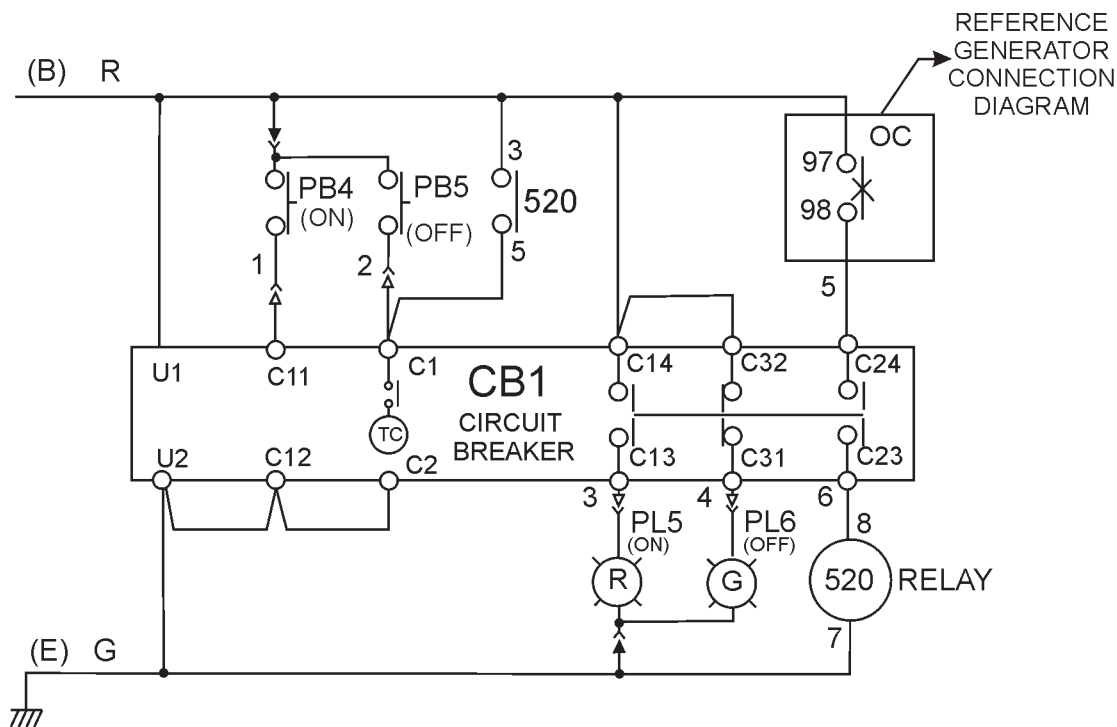 REFERENCE
GENERATOR
CONNECTION
DIAGRAM
(B) R
OC
97
98
3
PB4
(ON)
PB5
(OFF)
520
1
2
5
5
U1
C11
C1
CB1
CIRCUIT
BREAKER
C14
C32
C24
TC
U2
C12
C2
C13
C31
C23
3
4
6
PL5
(ON)
PL6
(OFF)
8
R
G
520
RELAY
7
(E) G